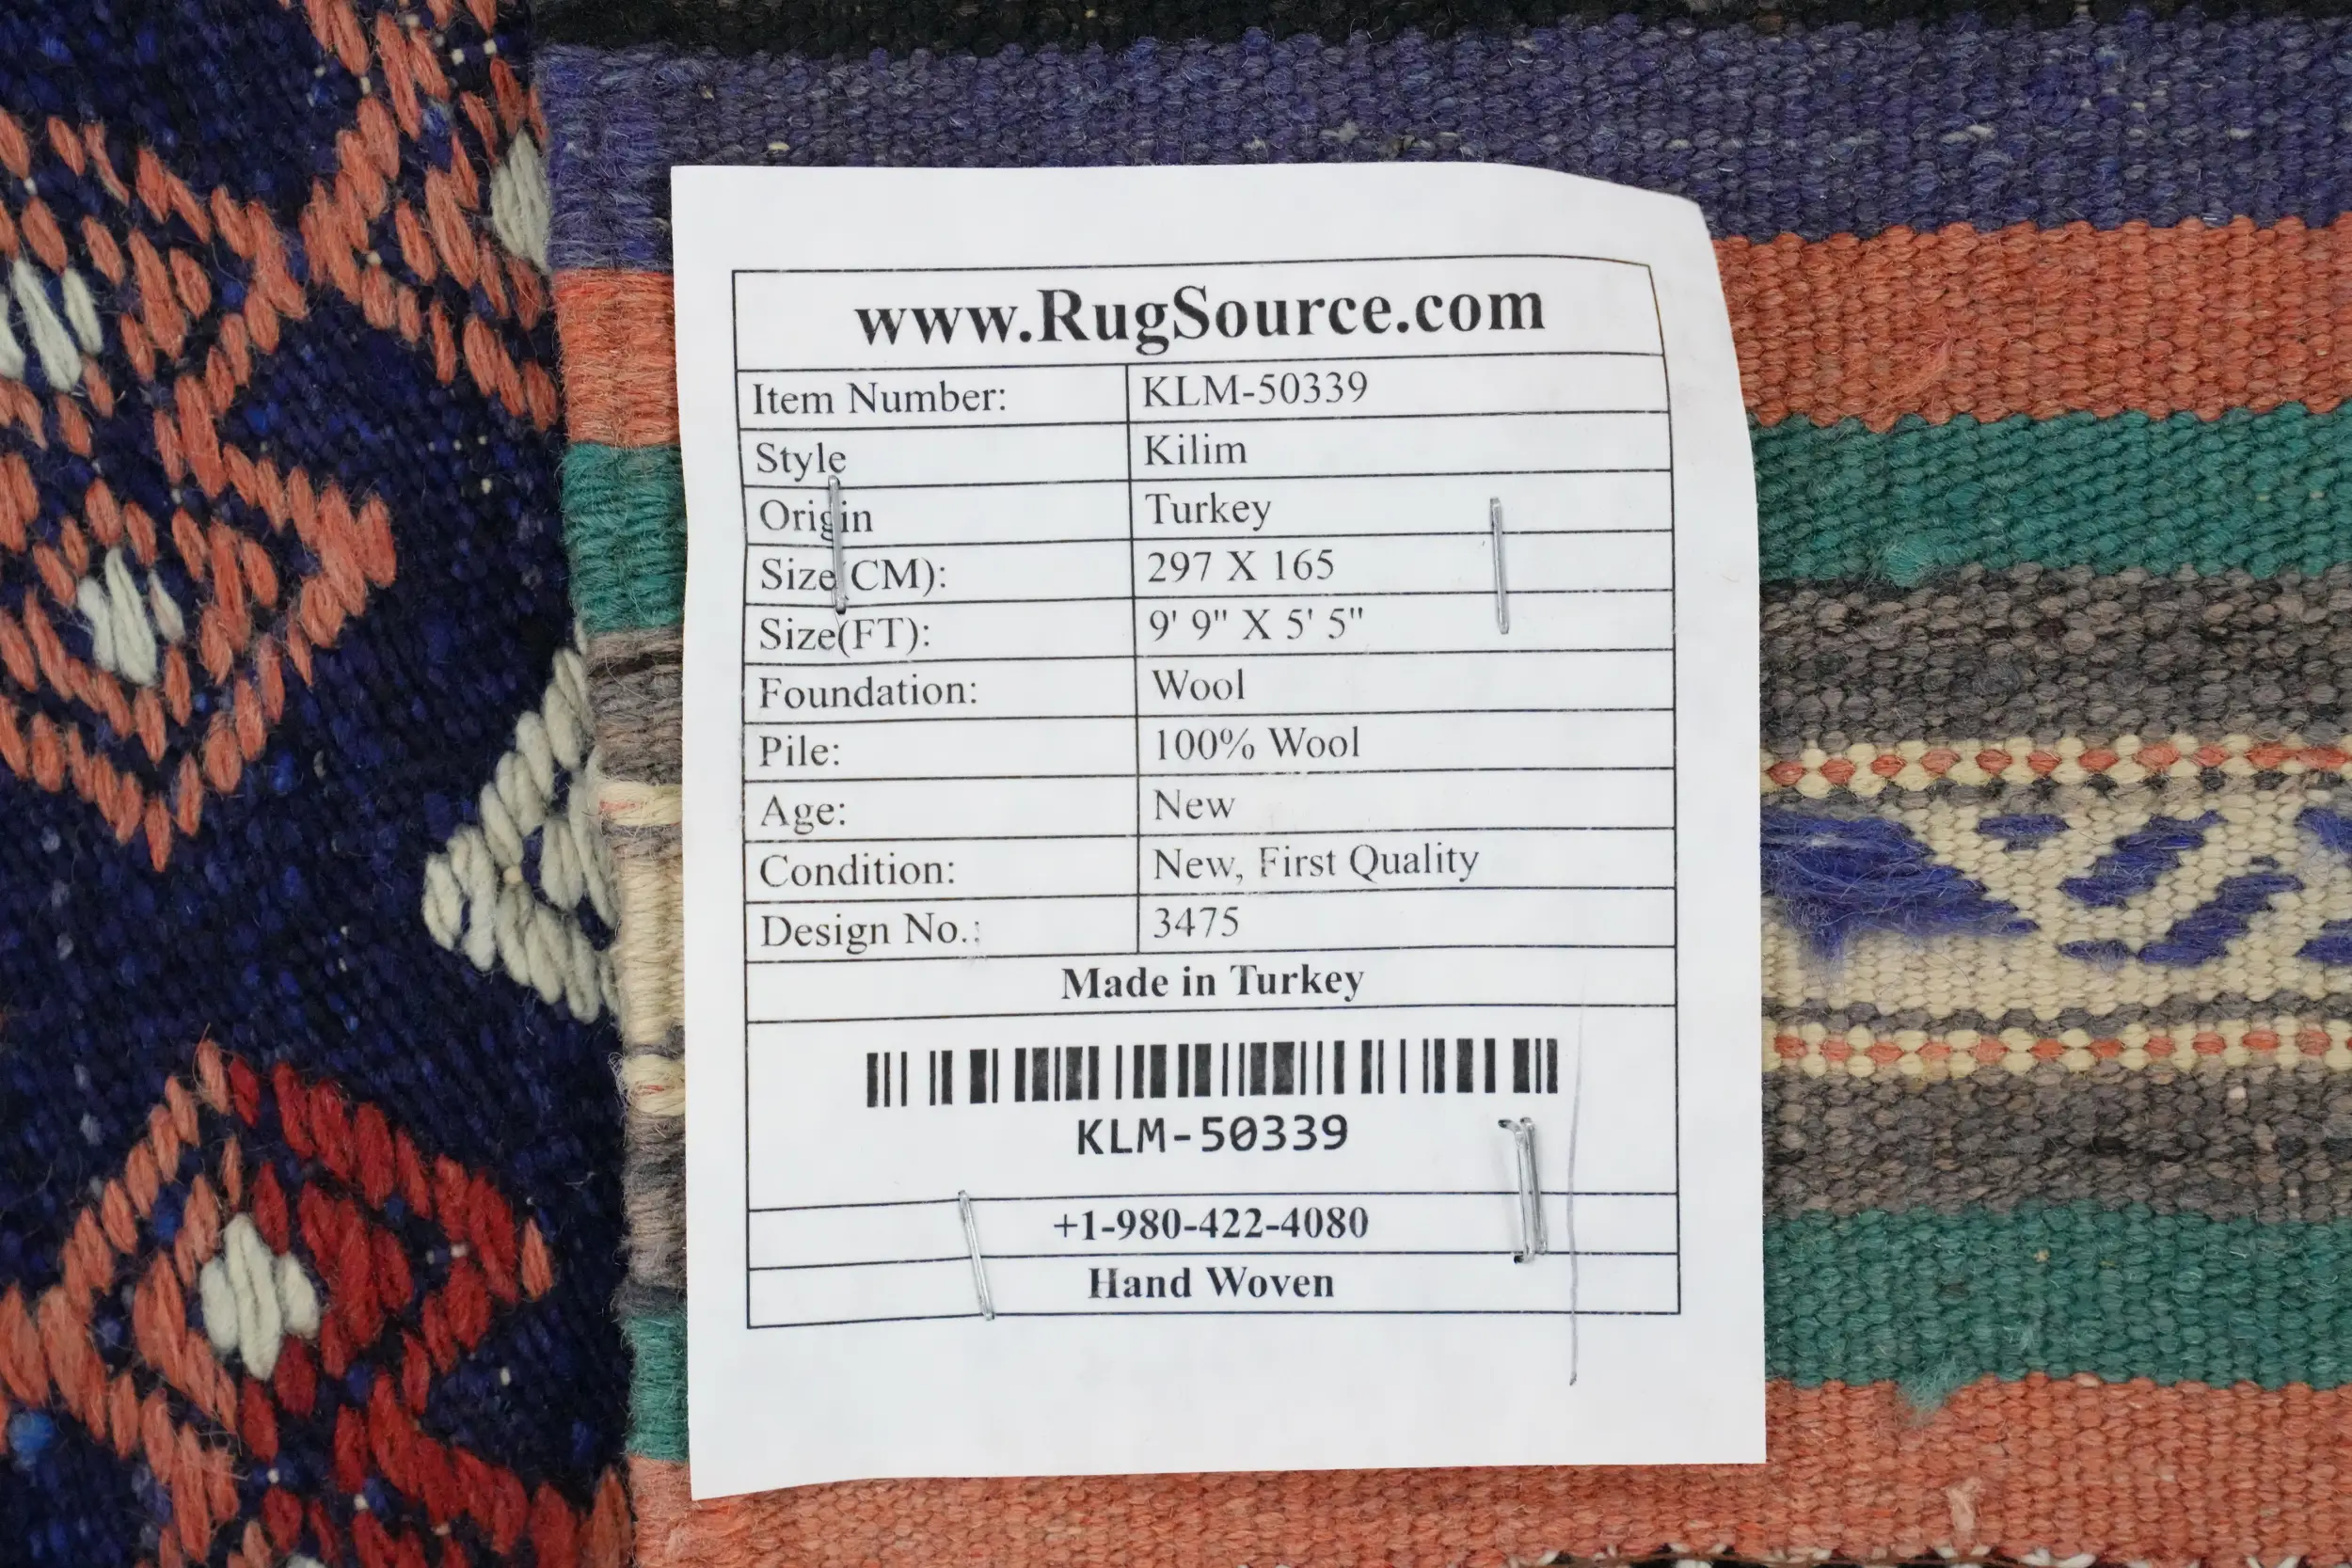 www.RugSource.com
Item Number: KLM-50339
Style Kilim
Origin Turkey
Size(CM): 297 X 165
Size(FT): 9' 9" X 5' 5"
Foundation: Wool
Pile: 100% Wool
Age: New
Condition: New, First Quality
Design No.: 3475
Made in Turkey
KLM-50339
+1-980-422-4080
Hand Woven